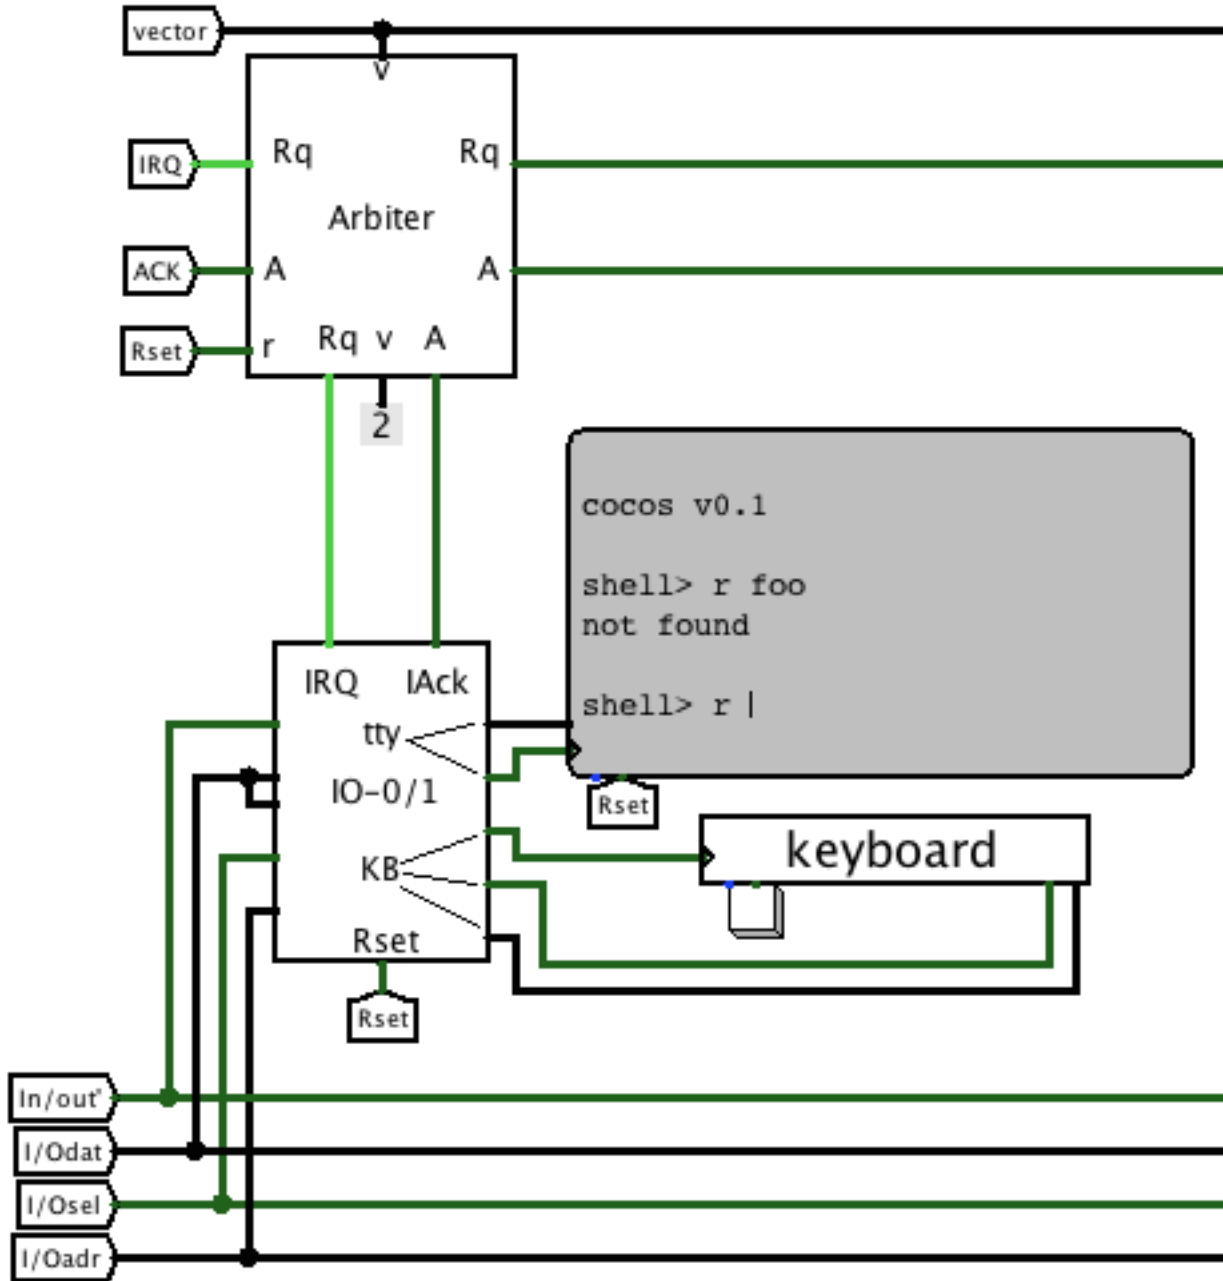 vector
v
IRQ
Rq
Rq
Arbiter
ACK
A
A
Rset
r
Rq v A
2
cocos v0.1
shell> r foo
not found
shell> r
IRQ IAck
tty
IO-0/1
Rset
keyboard
KB
Rset
Rset
In/out'
I/Odat
I/Osel
I/Oadr